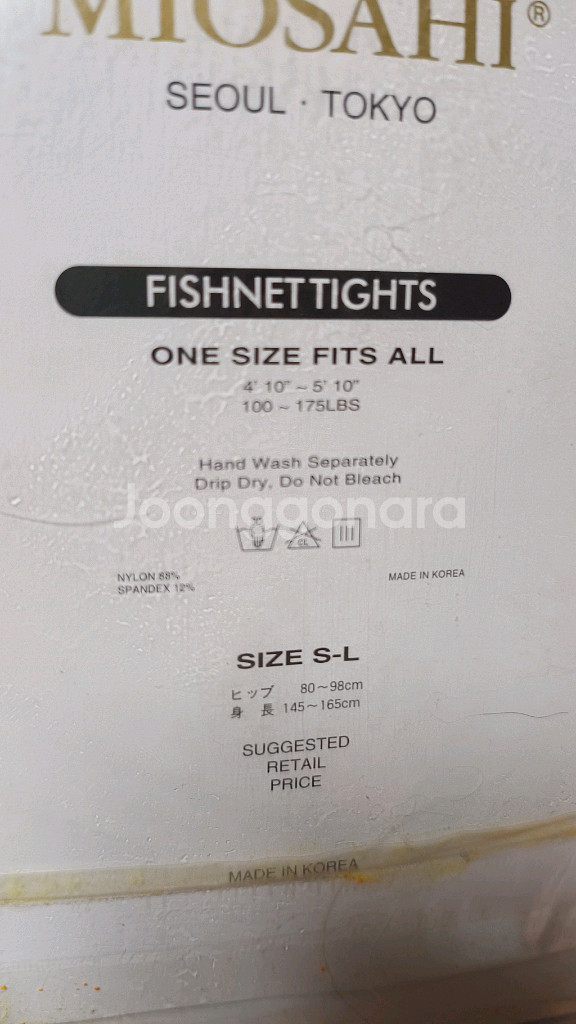 MIOSAHI®
SEOUL · TOKYO
FISHNET TIGHTS
ONE SIZE FITS ALL
4' 10" ~ 5' 10"
100 ~ 175LBS
Hand Wash Separately
Drip Dry, Do Not Bleach
Joonggonara
CL
NYLON 88%
SPANDEX 12%
MADE IN KOREA
SIZE S-L
ヒップ 80～98cm
身 長 145～165cm
SUGGESTED
RETAIL
PRICE
MADE IN KOREA